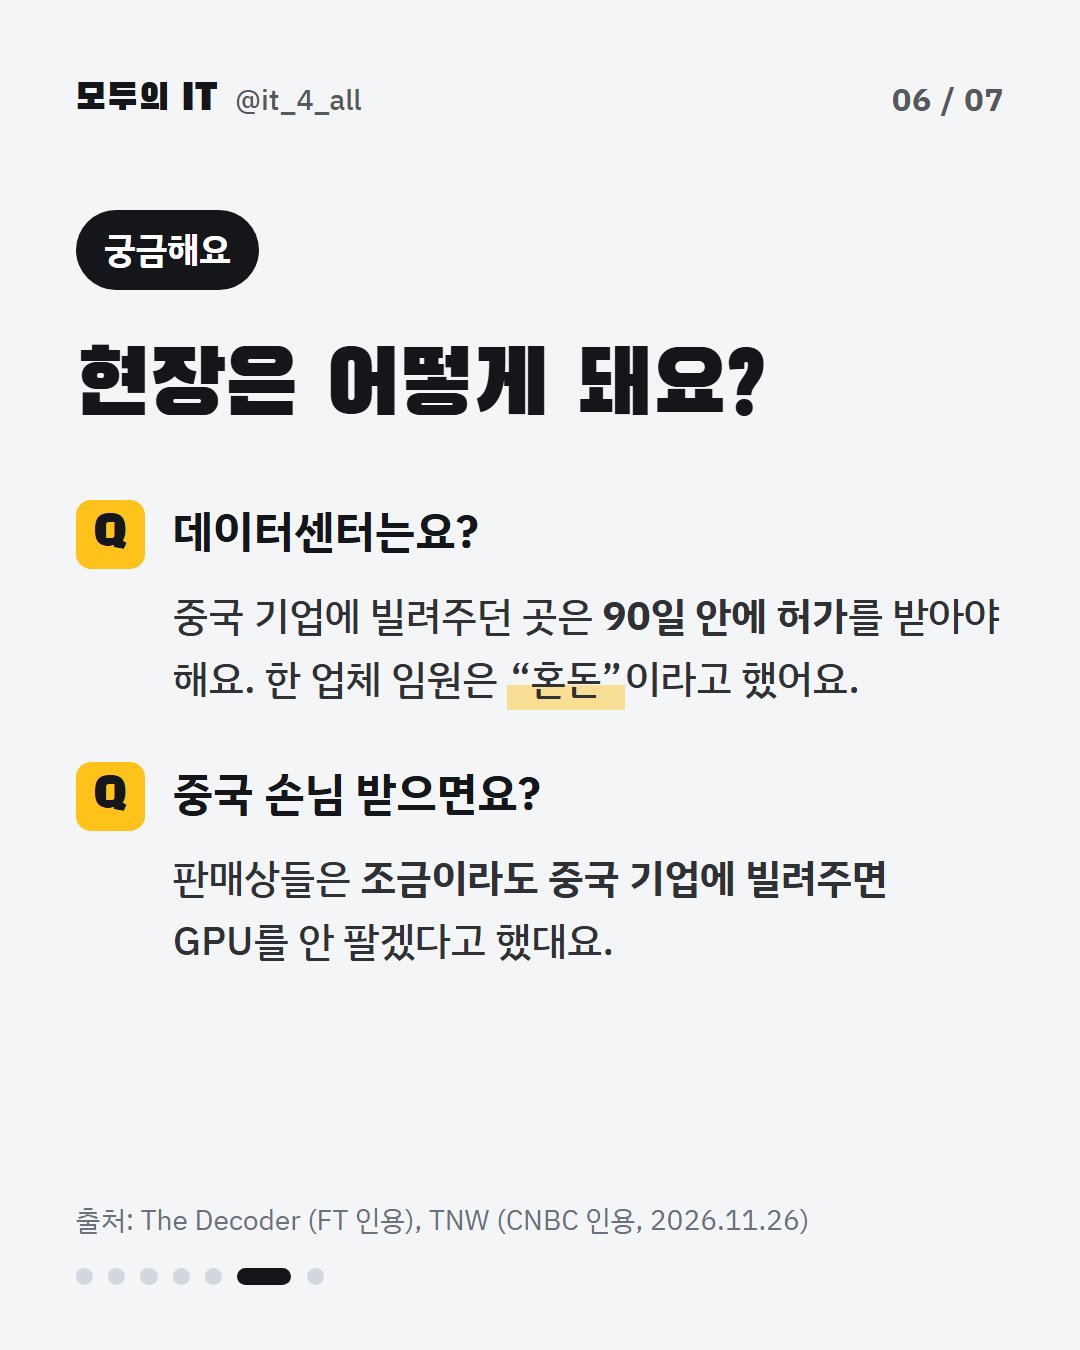 모두의 IT @it_4_all
06 / 07
궁금해요
현장은 어떻게 돼요?
Q 데이터센터는요?
중국 기업에 빌려주던 곳은 90일 안에 허가를 받아야
해요. 한 업체 임원은 “혼돈”이라고 했어요.
Q 중국 손님 받으면요?
판매상들은 조금이라도 중국 기업에 빌려주면
GPU를 안 팔겠다고 했대요.
출처: The Decoder (FT 인용), TNW (CNBC 인용, 2026.11.26)